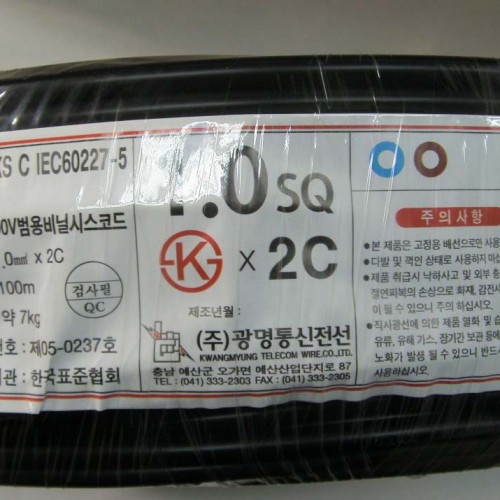 KS C IEC60227-5
0V범용비닐시스코드
.0㎟ x 2C
100m
약 7kg
검사필
QC
번호: 제05-0237호
기관: 한국표준협회
1.0SQ
K
x 2C
제조년월 :
(주)광명통신전선
KWANGMYUNG TELECOM WIRE.CO.,LTD.
충남 예산군 오가면 예산산업단지로 87
TEL : (041) 333-2303 FAX : (041) 333-2305
주의사항
본 제품은 고정용 배선으로만 사용
다발 및 꺾인 상태로 사용하지 마십
제품 취급시 낙하사고 및 외부 충
절연피복의 손상으로 화재, 감전사
이 될 수 있으니 주의 하십시오.
직사광선에 의한 제품 열화 및 습
유류, 유해 가스, 장기간 보관 등에
노화가 발생 될 수 있으니 반드
사용하십시오.